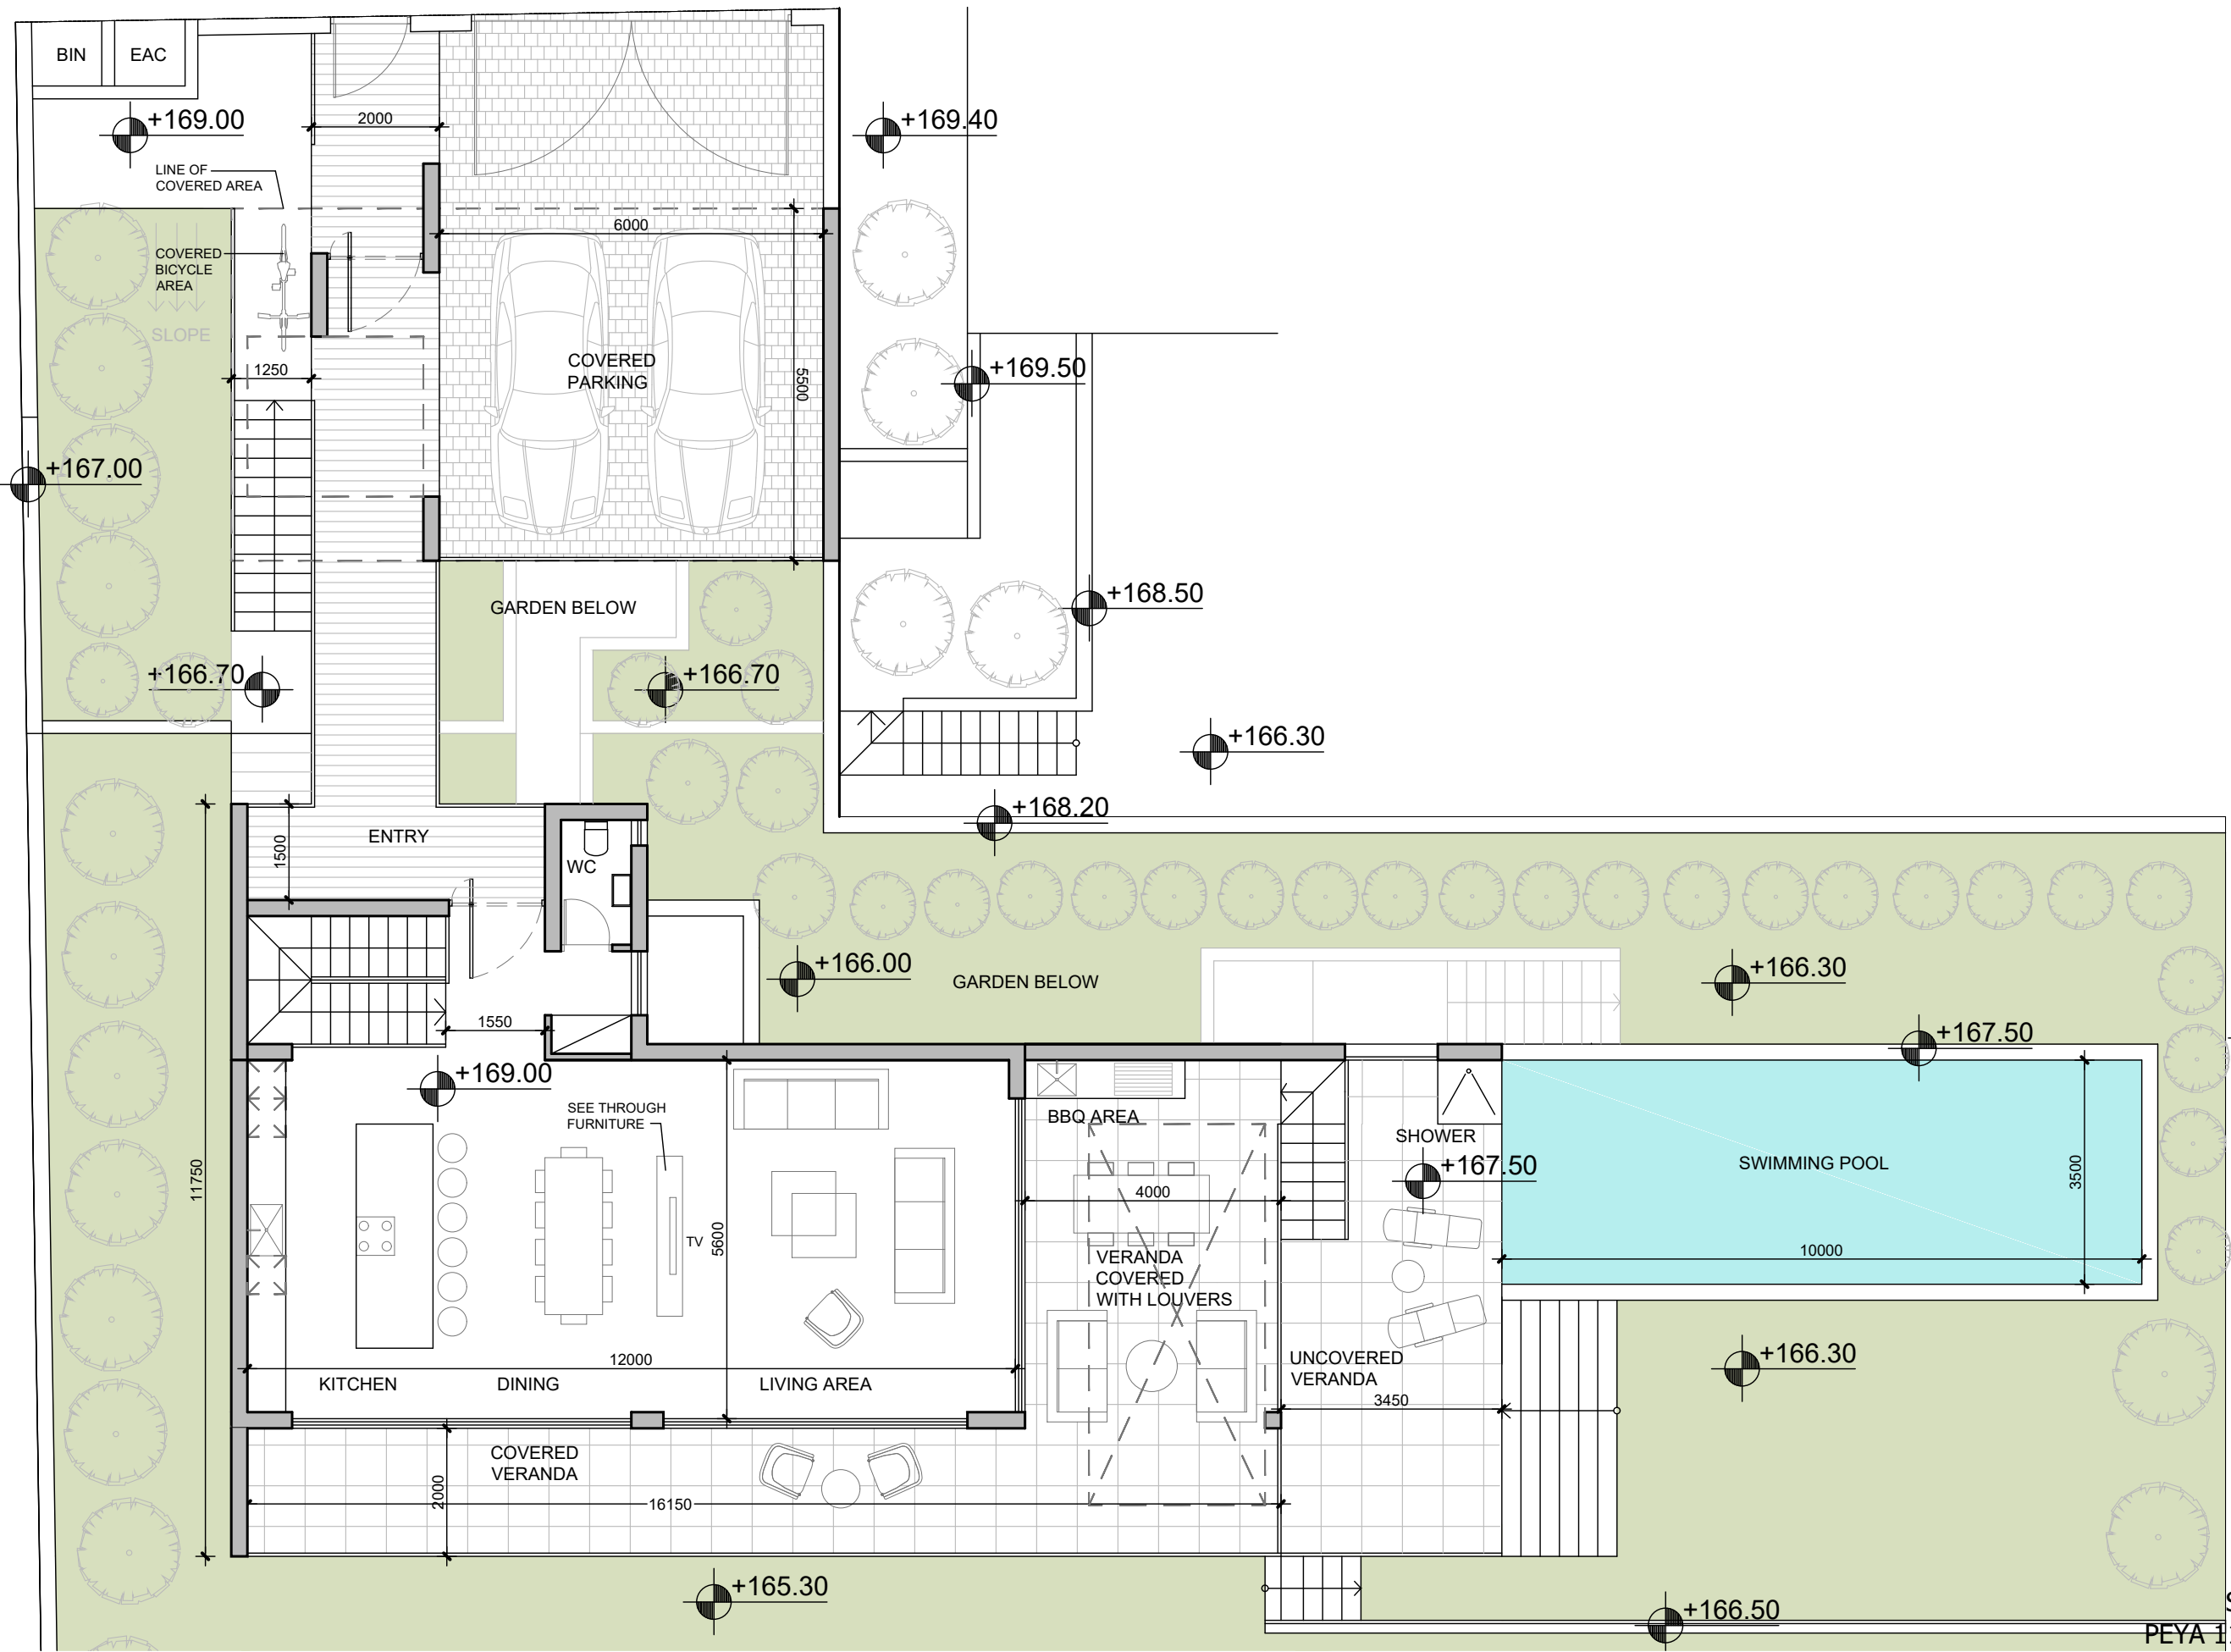 BIN
EAC
+169.00
2000
+169.40
LINE OF
COVERED AREA
6000
COVERED
BICYCLE
AREA
SLOPE
1250
COVERED
PARKING
5500
+169.50
+167.00
GARDEN BELOW
+168.50
+166.70
+166.70
+166.30
+168.20
ENTRY
1500
WC
+166.00
GARDEN BELOW
+166.30
1550
+167.50
+169.00
SEE THROUGH
FURNITURE
BBQ AREA
SHOWER
+167.50
SWIMMING POOL
3500
11750
4000
TV
5600
VERANDA
COVERED
WITH LOUVERS
10000
12000
UNCOVERED
VERANDA
+166.30
KITCHEN
DINING
LIVING AREA
3450
COVERED
VERANDA
2000
16150
+165.30
+166.50
PEYA